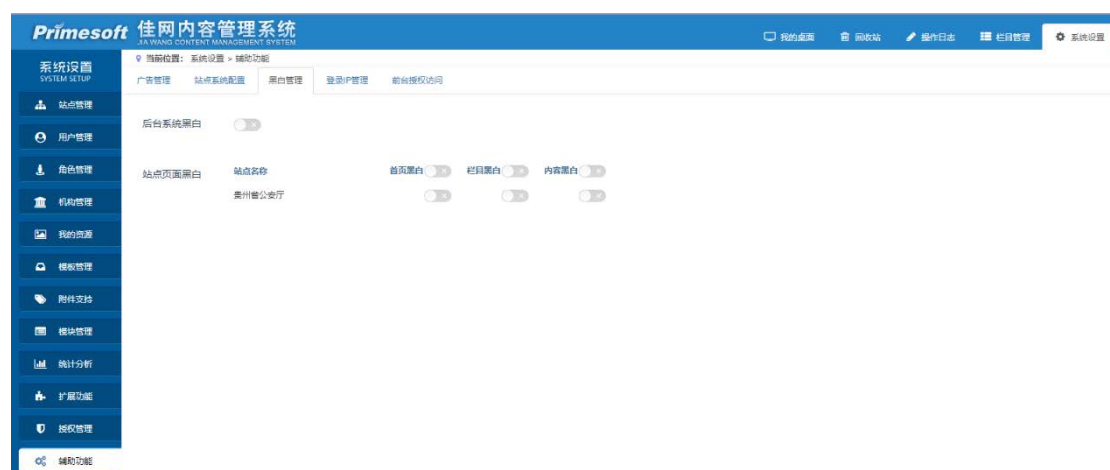 Primesoft 佳网内容管理系统
JIA WANG CONTENT MANAGEMENT SYSTEM
我的桌面 回收站 操作日志 栏目管理 系统设置
系统设置
SYSTEM SETUP
当前位置: 系统设置 > 辅助功能
广告管理 站点系统配置 黑白管理 登录IP管理 前台授权访问
站点管理
用户管理
角色管理
机构管理
我的资源
模板管理
附件支持
模块管理
统计分析
扩展功能
授权管理
辅助功能
后台系统黑白
站点页面黑白 站点名称 首页黑白 栏目黑白 内容黑白
贵州省公安厅